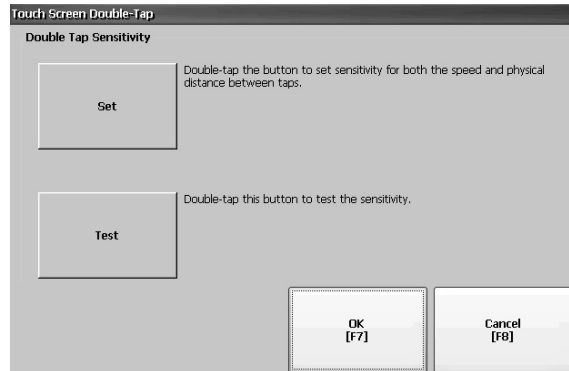 Touch Screen Double-Tap
Double Tap Sensitivity
Set
Double-tap the button to set sensitivity for both the speed and physical
distance between taps.
Test
Double-tap this button to test the sensitivity.
OK
[F7]
Cancel
[F8]